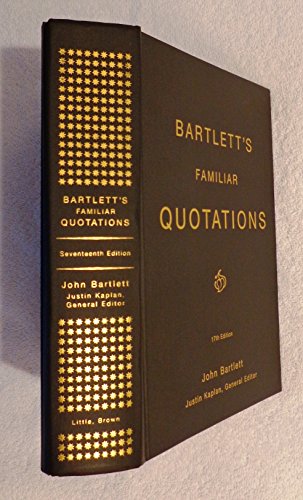 BARTLETT'S
FAMILIAR
QUOTATIONS
Seventeenth Edition
John Bartlett
Justin Kaplan,
General Editor
Little, Brown
BARTLETT'S
FAMILIAR
QUOTATIONS
17th Edition
John Bartlett
Justin Kaplan, General Editor